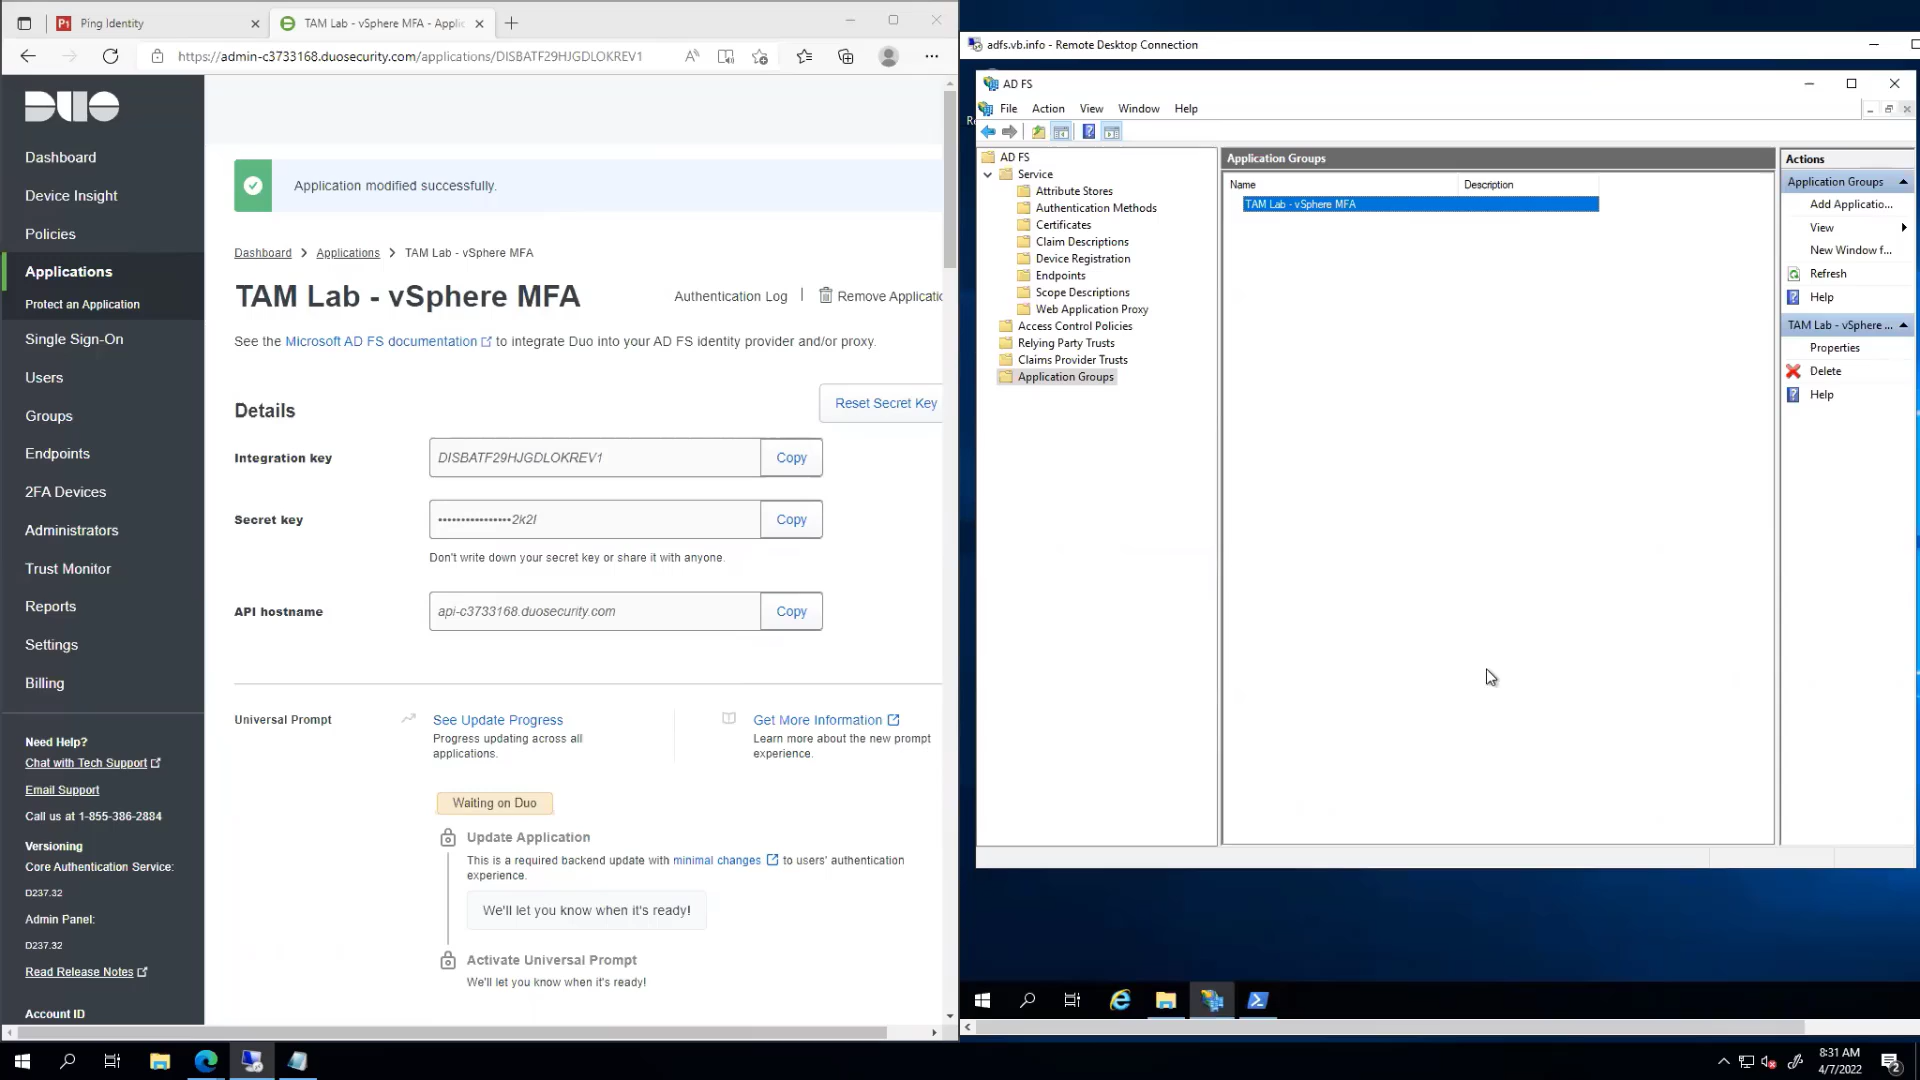 Ping Identity
TAM Lab - vSphere MFA - Applic
https://admin-c3733168.duosecurity.com/applications/DISBATF29HJGDLOKREV1
DUO
Dashboard
Device Insight
Policies
Applications
Protect an Application
Single Sign-On
Users
Groups
Endpoints
2FA Devices
Administrators
Trust Monitor
Reports
Settings
Billing
Need Help?
Chat with Tech Support
Email Support
Call us at 1-855-386-2884
Versioning
Core Authentication Service:
D237.32
Admin Panel:
D237.32
Read Release Notes
Account ID
Application modified successfully.
Dashboard > Applications > TAM Lab - vSphere MFA
TAM Lab - vSphere MFA
Authentication Log | Remove Applicatio
See the Microsoft AD FS documentation to integrate Duo into your AD FS identity provider and/or proxy.
Details
Reset Secret Key
Integration key
DISBATF29HJGDLOKREV1
Copy
Secret key
••••••••••••••••2k2I
Copy
Don't write down your secret key or share it with anyone.
API hostname
api-c3733168.duosecurity.com
Copy
Universal Prompt
See Update Progress
Progress updating across all
applications.
Get More Information
Learn more about the new prompt
experience.
Waiting on Duo
Update Application
This is a required backend update with minimal changes to users' authentication
experience.
We'll let you know when it's ready!
Activate Universal Prompt
We'll let you know when it's ready!
adfs.vb.info - Remote Desktop Connection
Re
AD FS
File Action View Window Help
AD FS
Service
Attribute Stores
Authentication Methods
Certificates
Claim Descriptions
Device Registration
Endpoints
Scope Descriptions
Web Application Proxy
Access Control Policies
Relying Party Trusts
Claims Provider Trusts
Application Groups
Application Groups
Name Description
TAM Lab - vSphere MFA
Actions
Application Groups
Add Applicatio...
View
New Window f...
Refresh
Help
TAM Lab - vSphere ...
Properties
Delete
Help
8:31 AM
4/7/2022
2